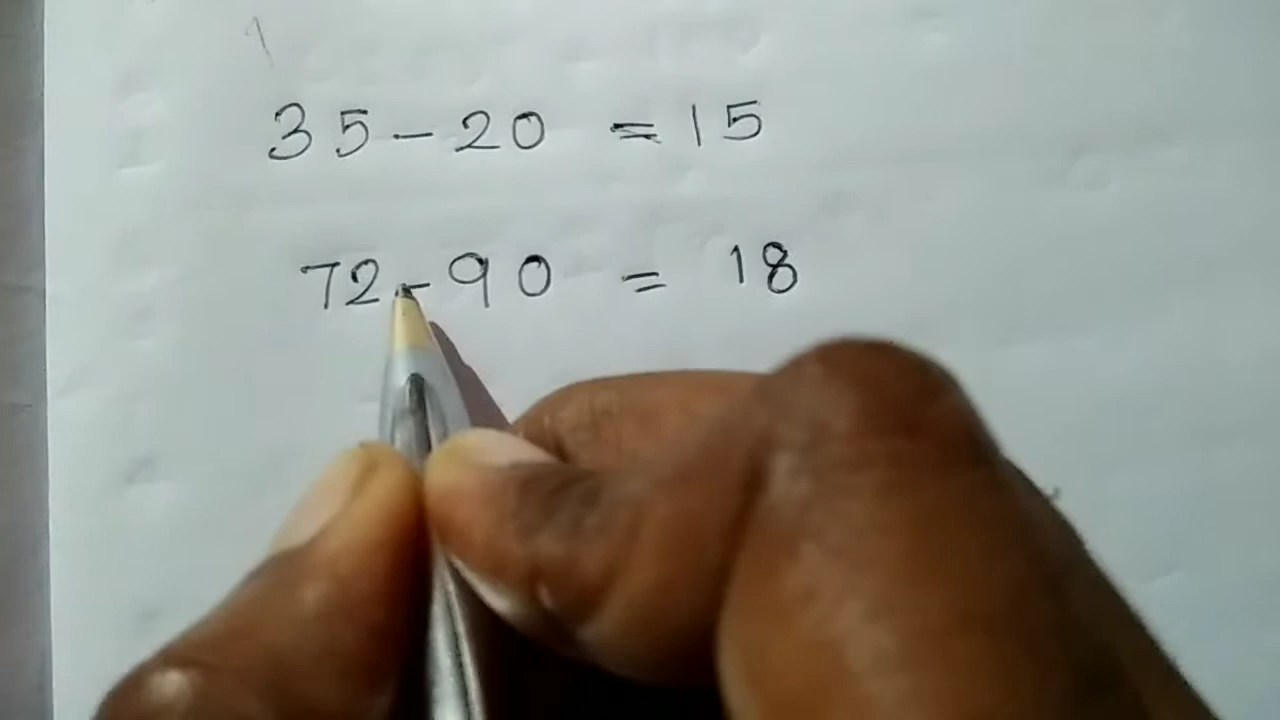 35-20 = 15
72-90 = 18